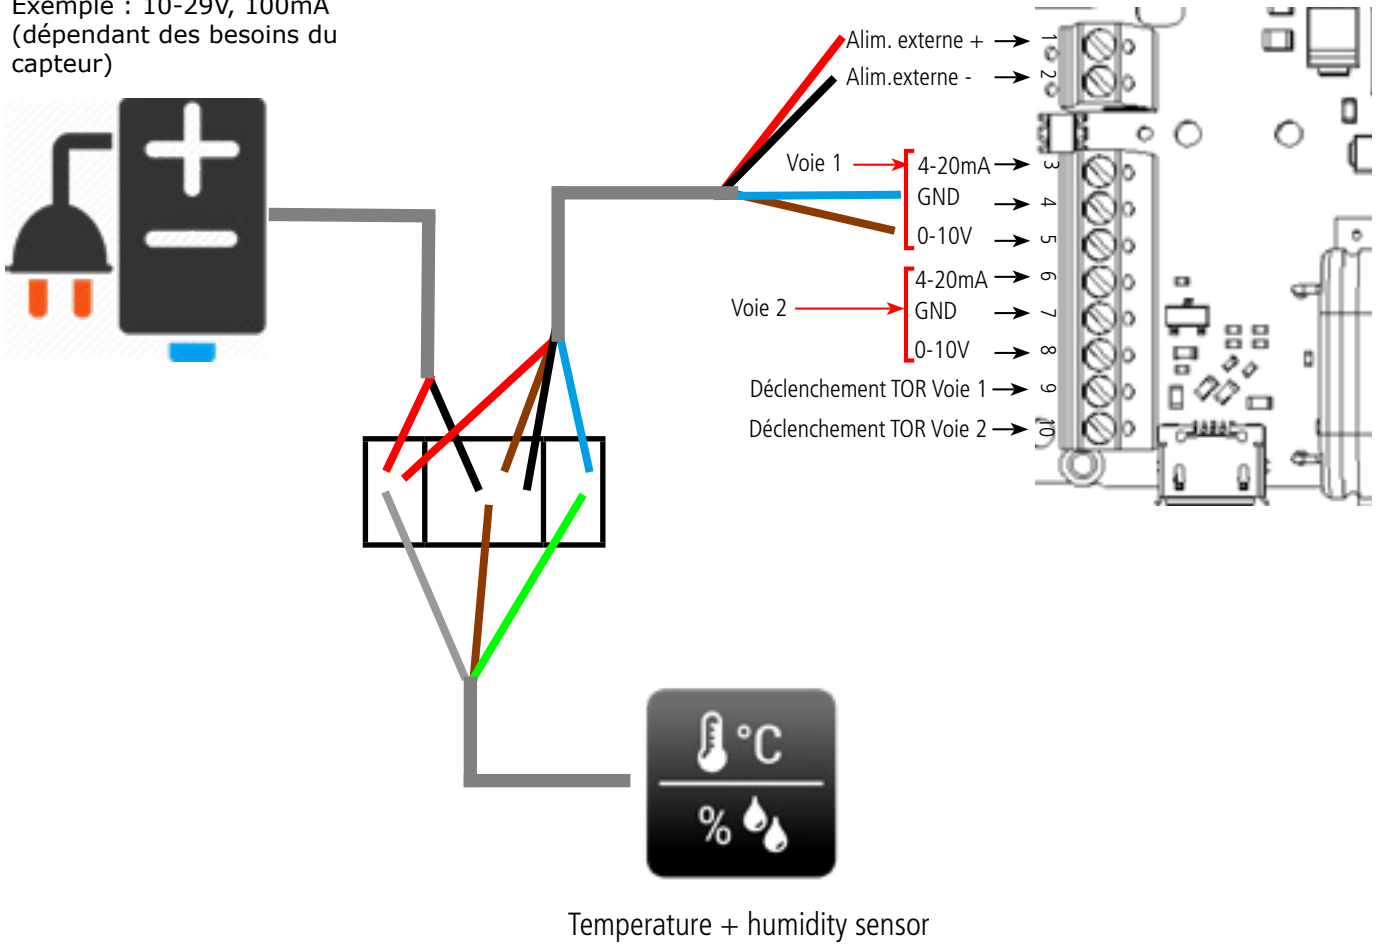 Exemple : 10-29V, 100mA
(dépendant des besoins du
capteur)
Alim. externe +
1
Alim.externe -
2
Voie 1
4-20mA
3
GND
4
0-10V
5
4-20mA
6
Voie 2
GND
7
0-10V
8
Déclenchement TOR Voie 1
9
Déclenchement TOR Voie 2
10
°C
%
Temperature + humidity sensor